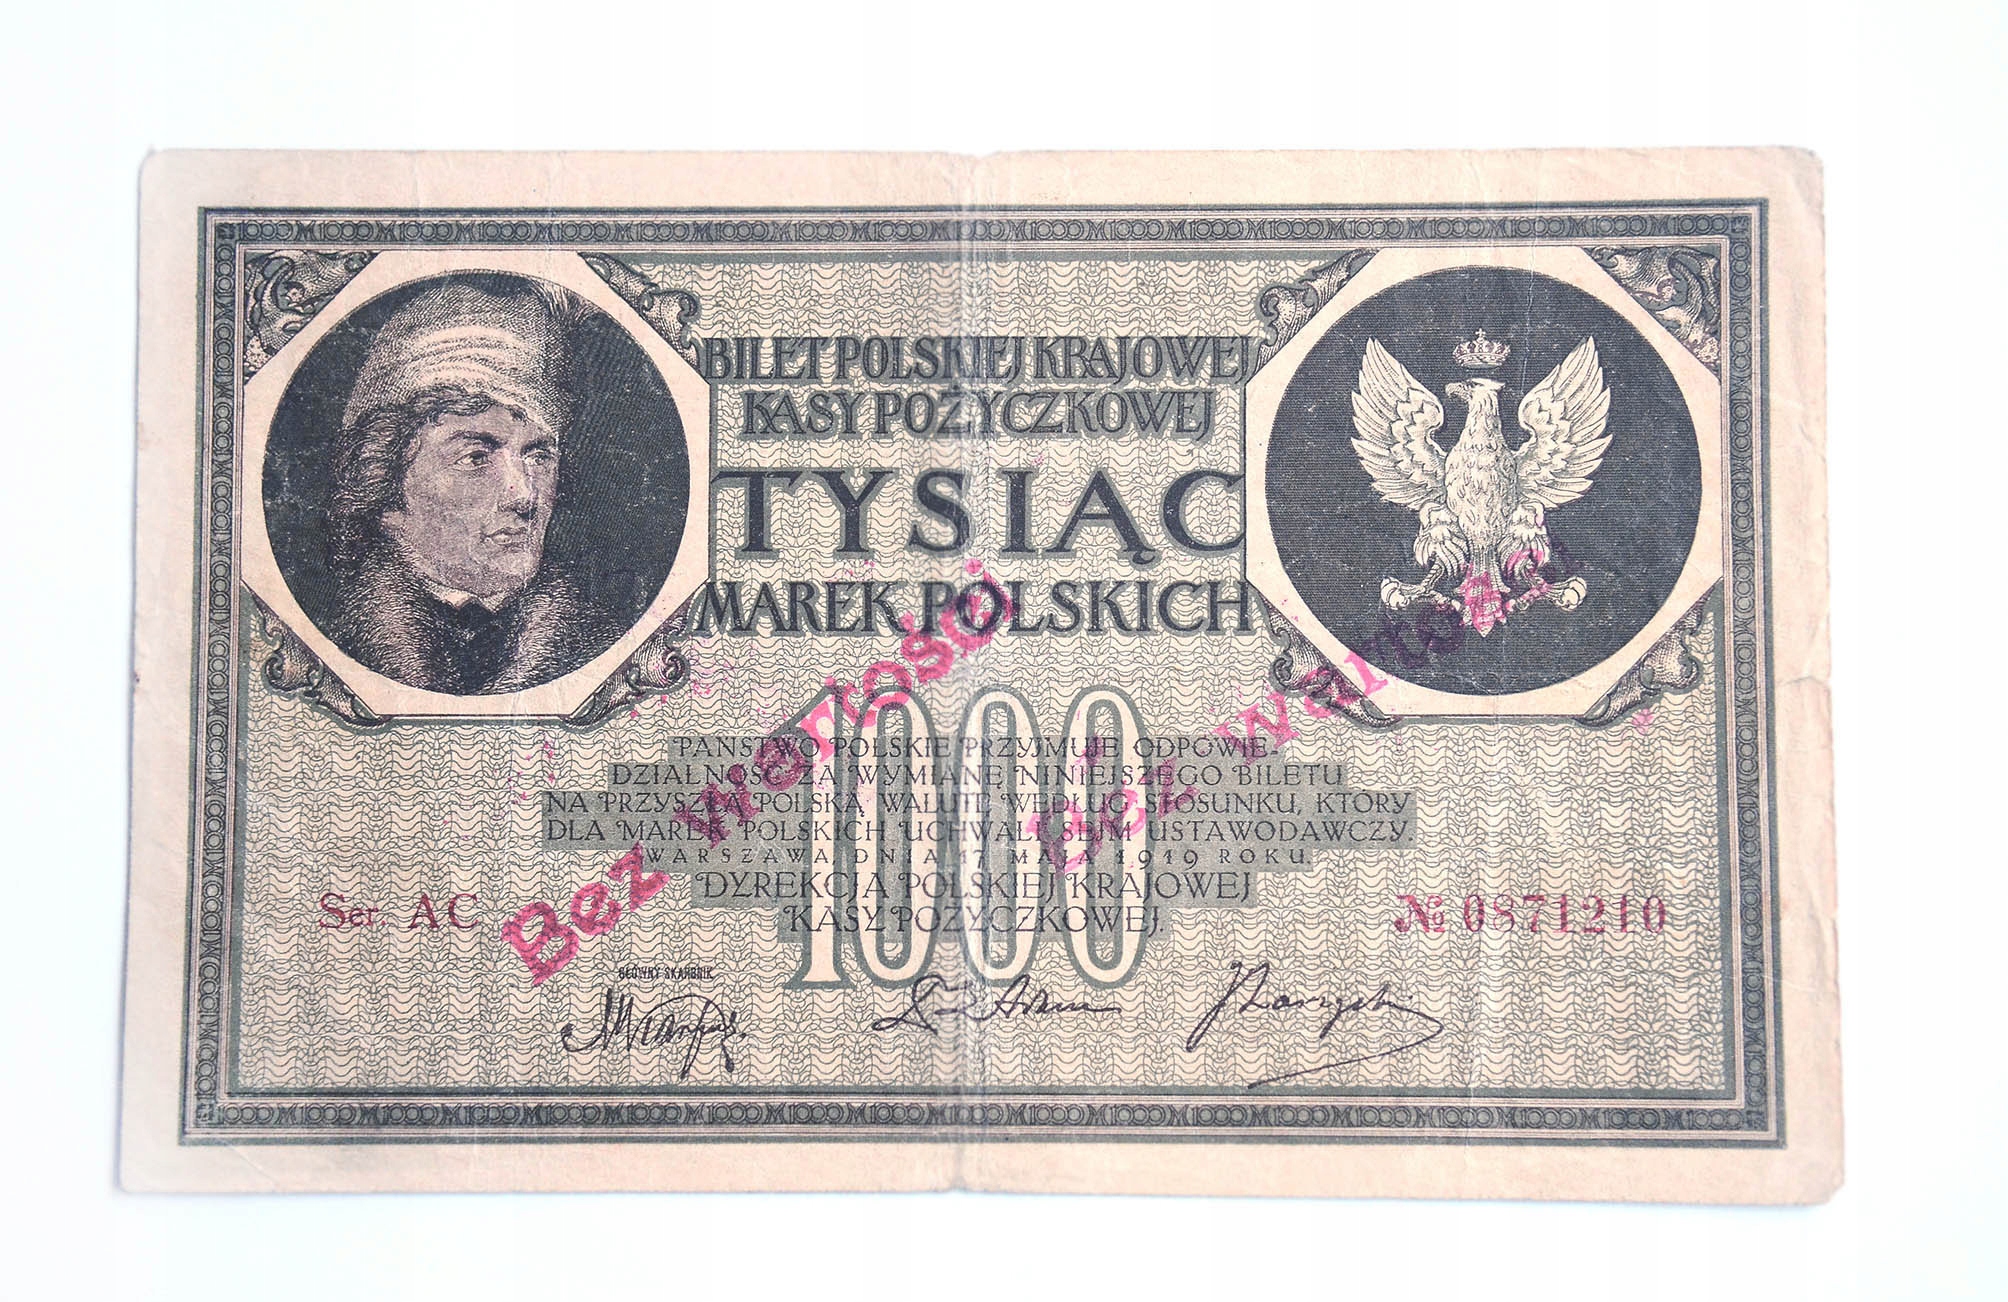 BILET POLSKIEJ KRAJOWEJ
KASY POŻYCZKOWEJ
TYSIĄC
MAREK POLSKICH
1000
PAŃSTWO POLSKIE PRZYJMUJE ODPOWIE-
DZIALNOŚĆ ZA WYMIANĘ NINIEJSZEGO BILETU
NA PRZYSZŁĄ POLSKĄ WALUTĘ WEDŁUG STOSUNKU, KTÓRY
DLA MAREK POLSKICH UCHWALI SEJM USTAWODAWCZY.
WARSZAWA, DNIA 17 MAJA 1919 ROKU.
DYREKCJA POLSKIEJ KRAJOWEJ
KASY POŻYCZKOWEJ.
Ser. AC
№ 0871210
GŁÓWNY SKARBNIK
Bez wartości
Bez wartości